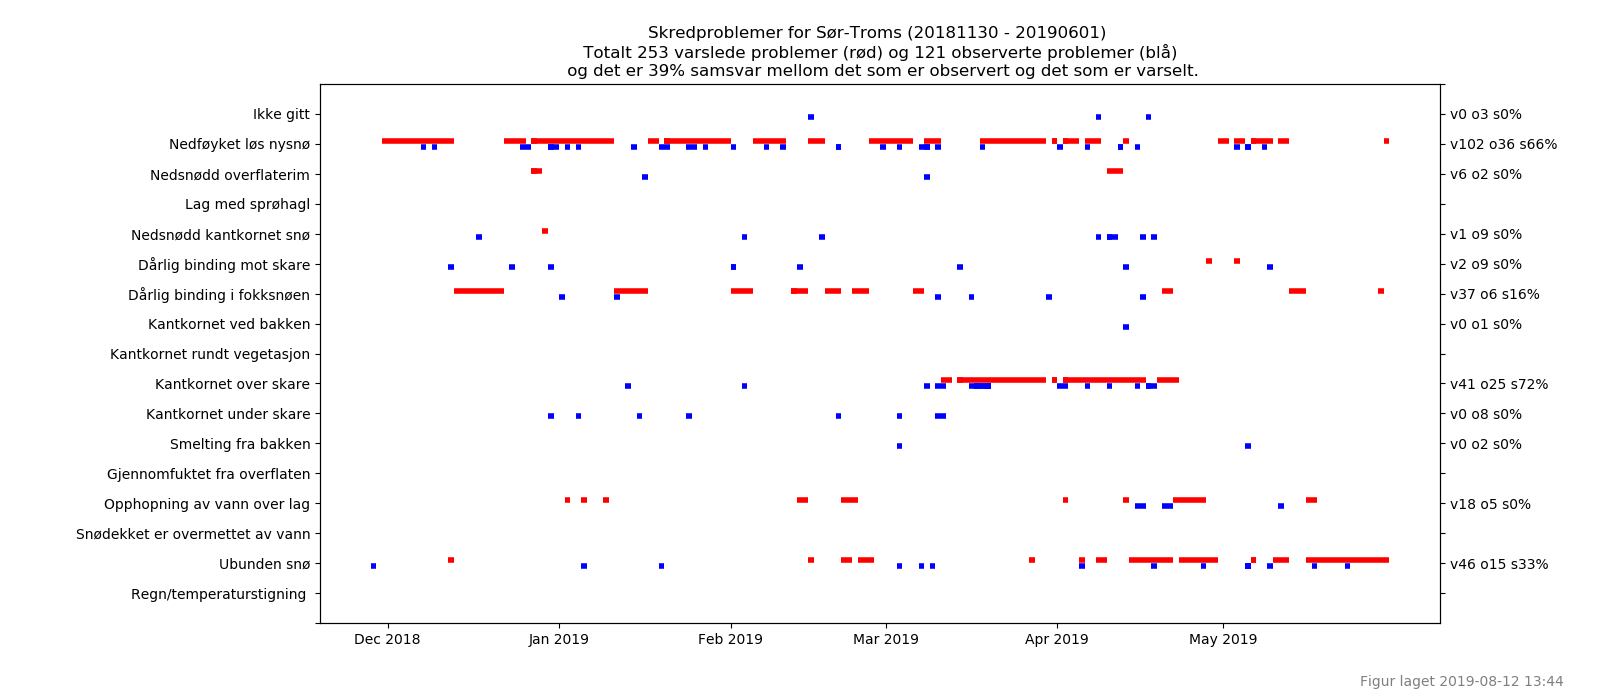 Skredproblemer for Sør-Troms (20181130 - 20190601)
Totalt 253 varslede problemer (rød) og 121 observerte problemer (blå)
og det er 39% samsvar mellom det som er observert og det som er varselt.
Ikke gitt v0 o3 s0%
Nedføyket løs nysnø v102 o36 s66%
Nedsnødd overflaterim v6 o2 s0%
Lag med sprøhagl
Nedsnødd kantkornet snø v1 o9 s0%
Dårlig binding mot skare v2 o9 s0%
Dårlig binding i fokksnøen v37 o6 s16%
Kantkornet ved bakken v0 o1 s0%
Kantkornet rundt vegetasjon
Kantkornet over skare v41 o25 s72%
Kantkornet under skare v0 o8 s0%
Smelting fra bakken v0 o2 s0%
Gjennomfuktet fra overflaten
Opphopning av vann over lag v18 o5 s0%
Snødekket er overmettet av vann
Ubunden snø v46 o15 s33%
Regn/temperaturstigning
Dec 2018 Jan 2019 Feb 2019 Mar 2019 Apr 2019 May 2019
Figur laget 2019-08-12 13:44